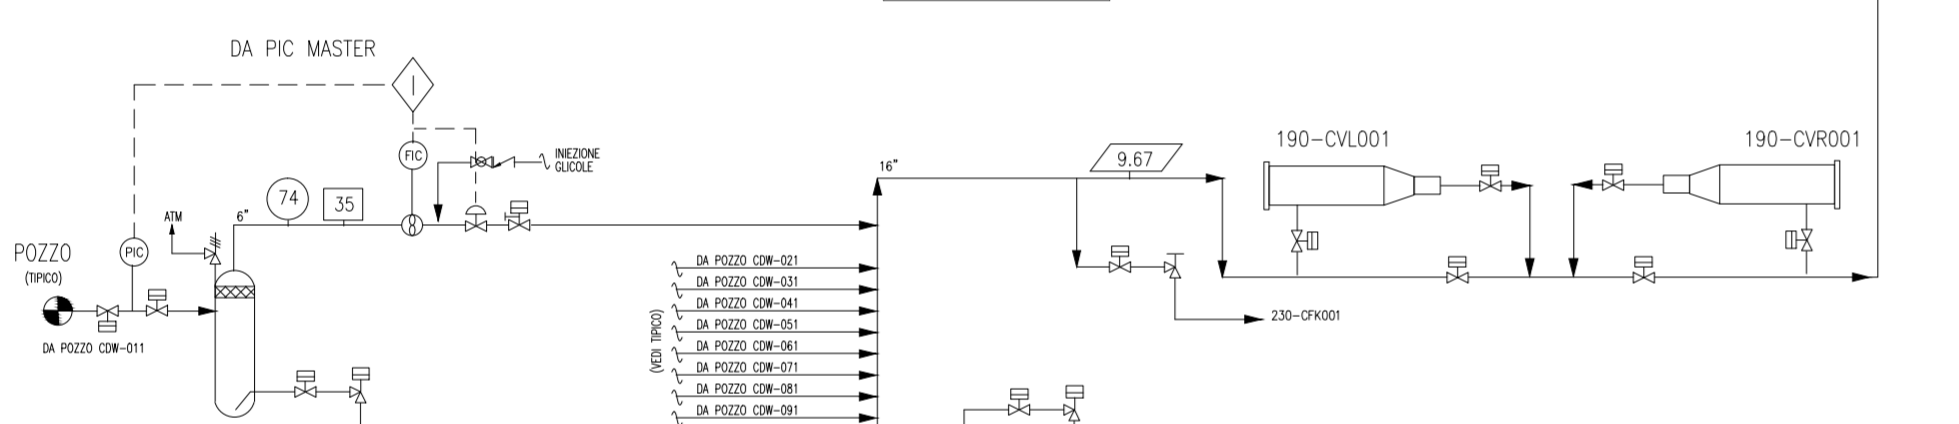 DA PIC MASTER
I
FIC
INIEZIONE
GLICOLE
74
35
6"
ATM
PIC
POZZO
(TIPICO)
DA POZZO CDW-011
8
16"
9.67
190-CVL001
190-CVR001
230-CFK001
(VEDI TIPICO)
DA POZZO CDW-021
DA POZZO CDW-031
DA POZZO CDW-041
DA POZZO CDW-051
DA POZZO CDW-061
DA POZZO CDW-071
DA POZZO CDW-081
DA POZZO CDW-091